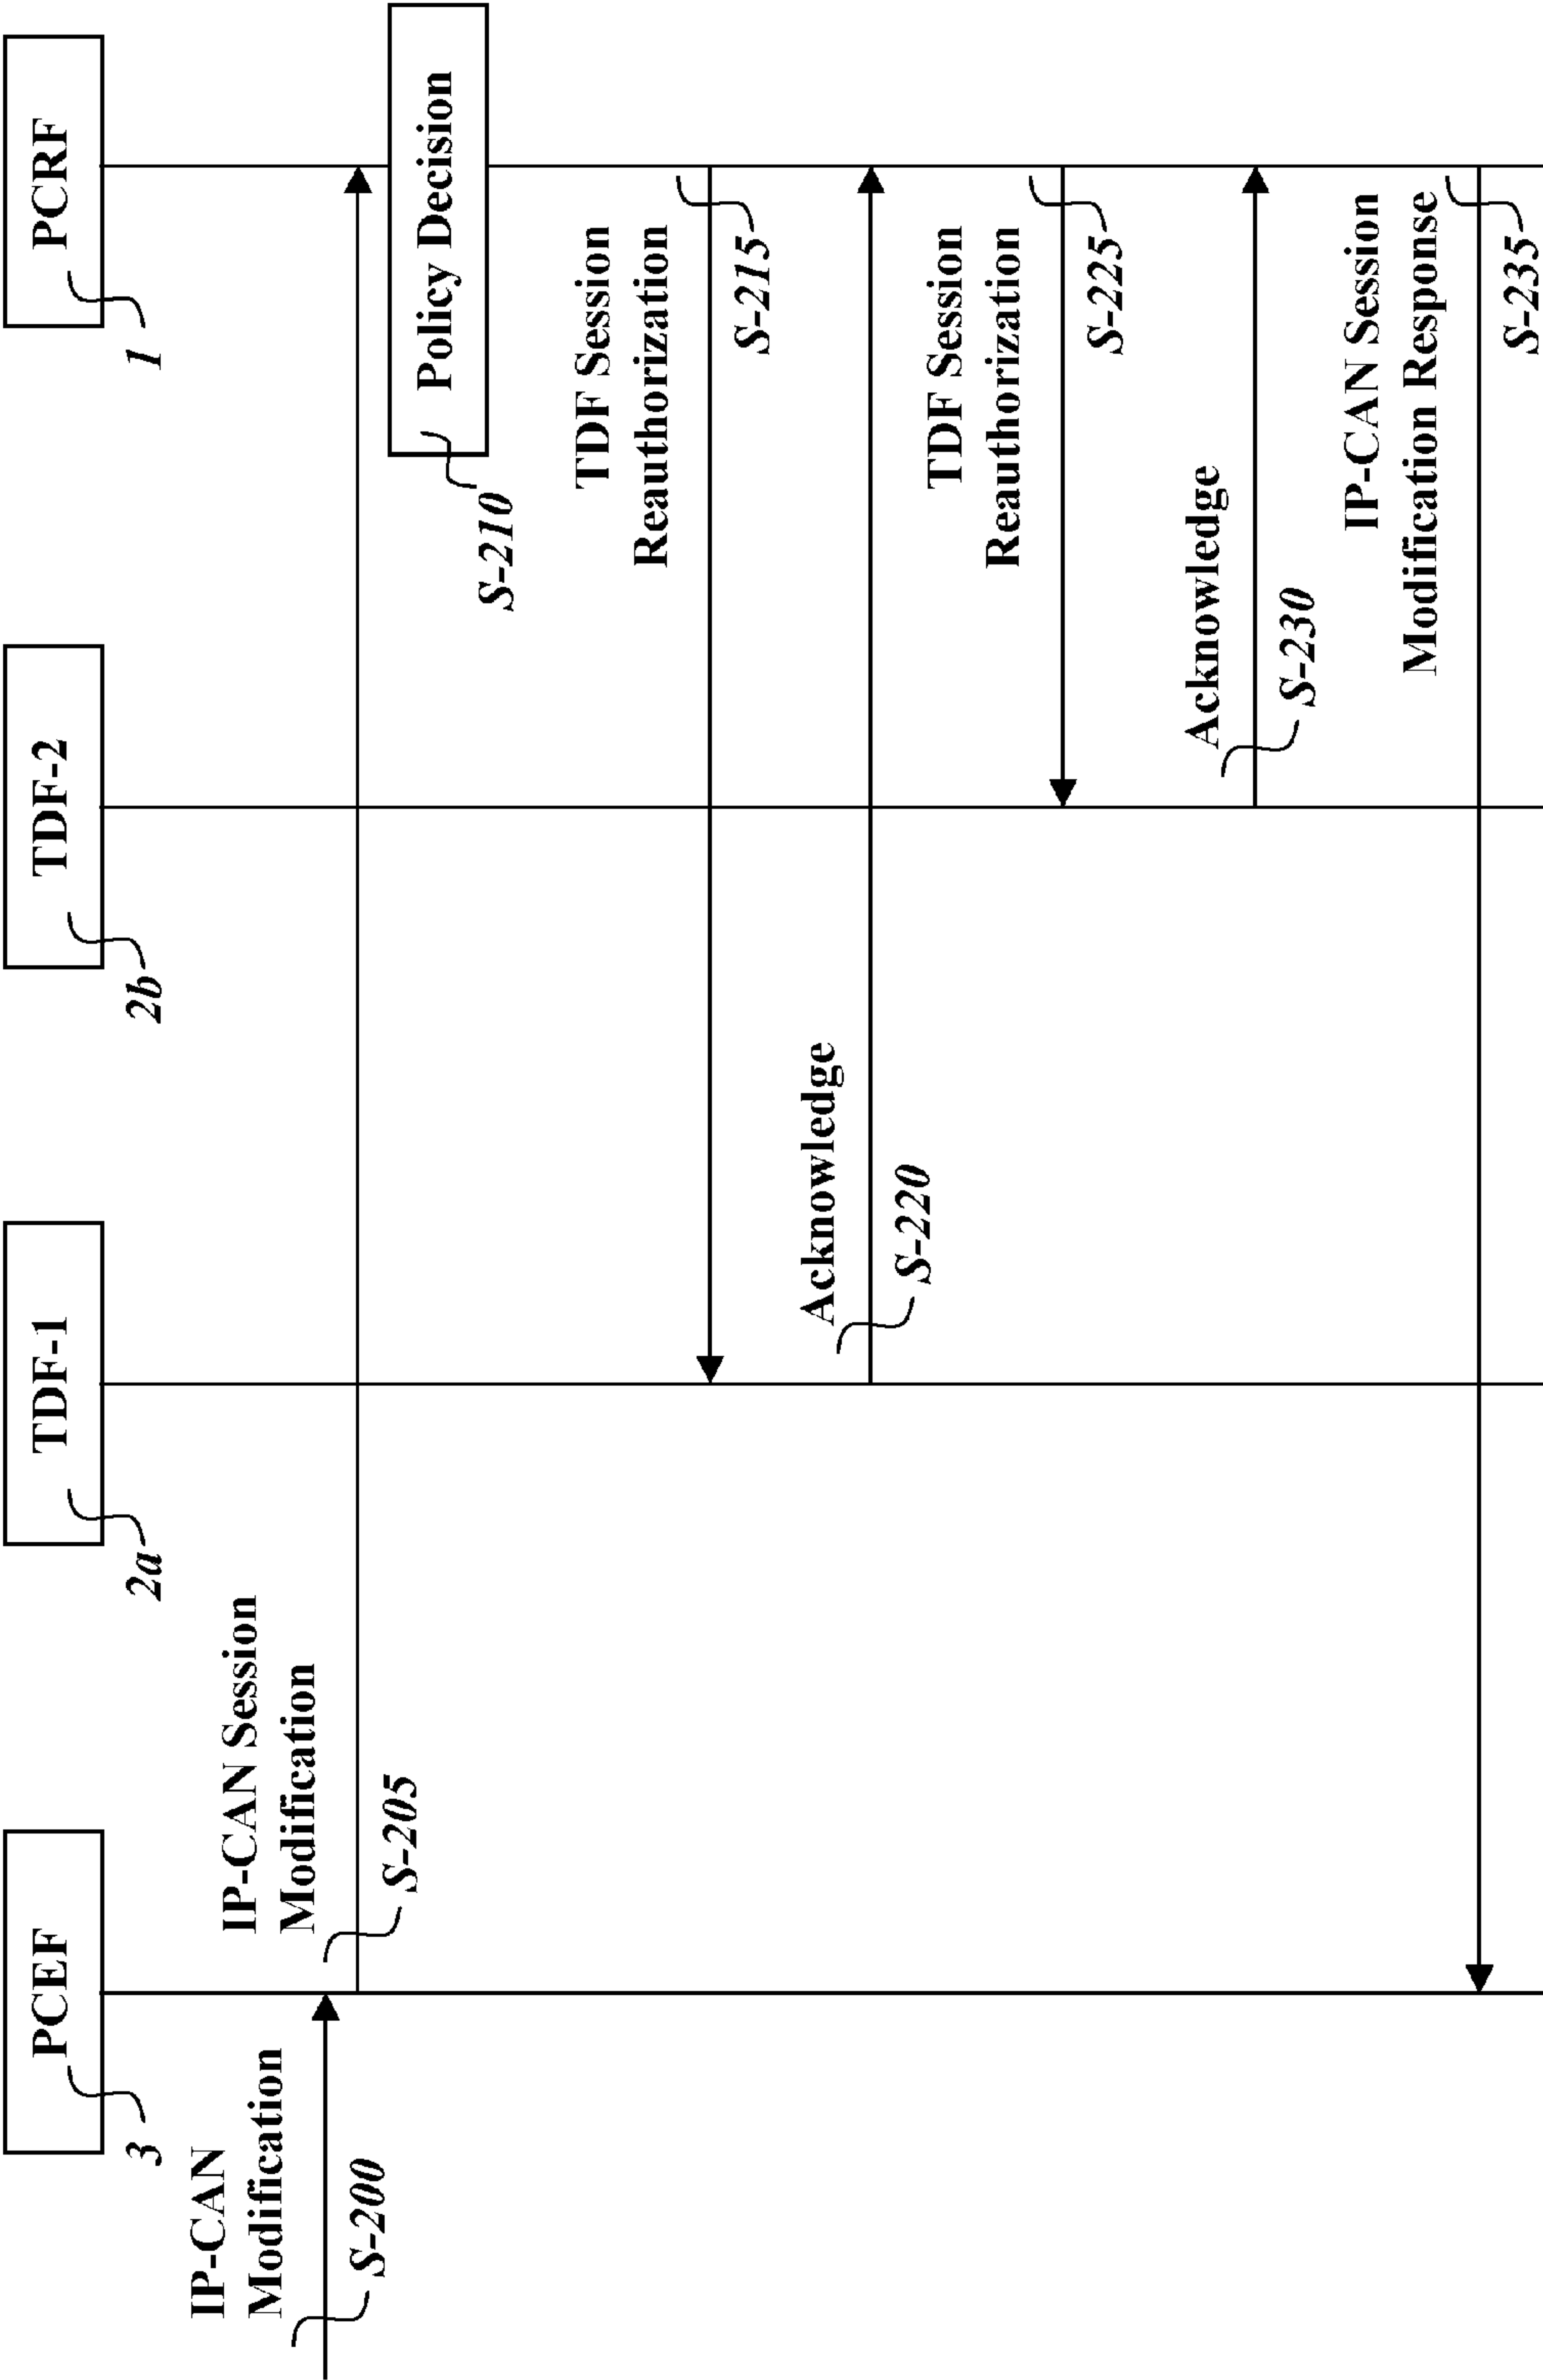 PCEF
3
TDF-1
2a
TDF-2
2b
PCRF
1
IP-CAN
Modification
S-200
IP-CAN Session
Modification
S-205
Policy Decision
S-210
TDF Session
Reauthorization
S-215
Acknowledge
S-220
TDF Session
Reauthorization
S-225
Acknowledge
S-230
IP-CAN Session
Modification Response
S-235